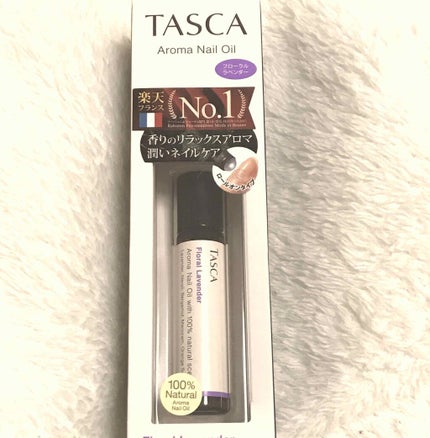 TASCA
Aroma Nail Oil
フローラル
ラベンダー
楽天
フランス
No.1
香りのリラックスアロマ
潤いネイルケア
ロールオンタイプ
TASCA
Floral Lavender
Aroma Nail Oil with 100% natural
100%
Natural
Aroma
Nail Oil